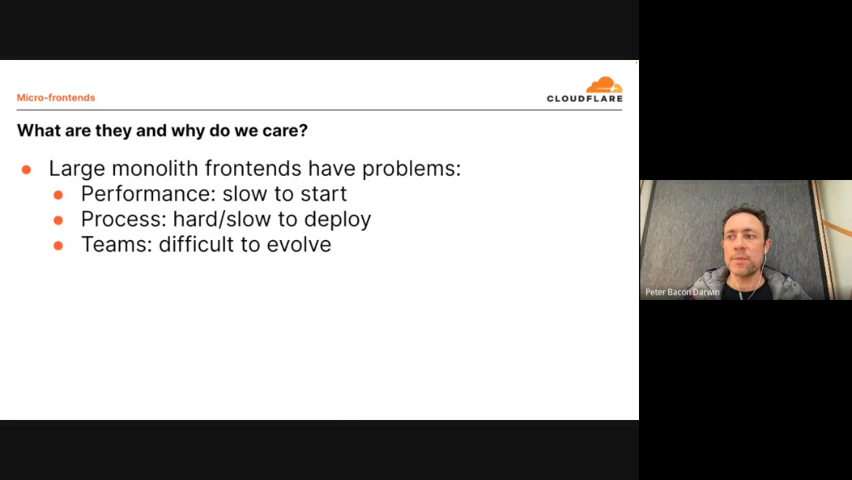 Micro-frontends
CLOUDFLARE
What are they and why do we care?
Large monolith frontends have problems:
Performance: slow to start
Process: hard/slow to deploy
Teams: difficult to evolve
Peter Bacon Darwin